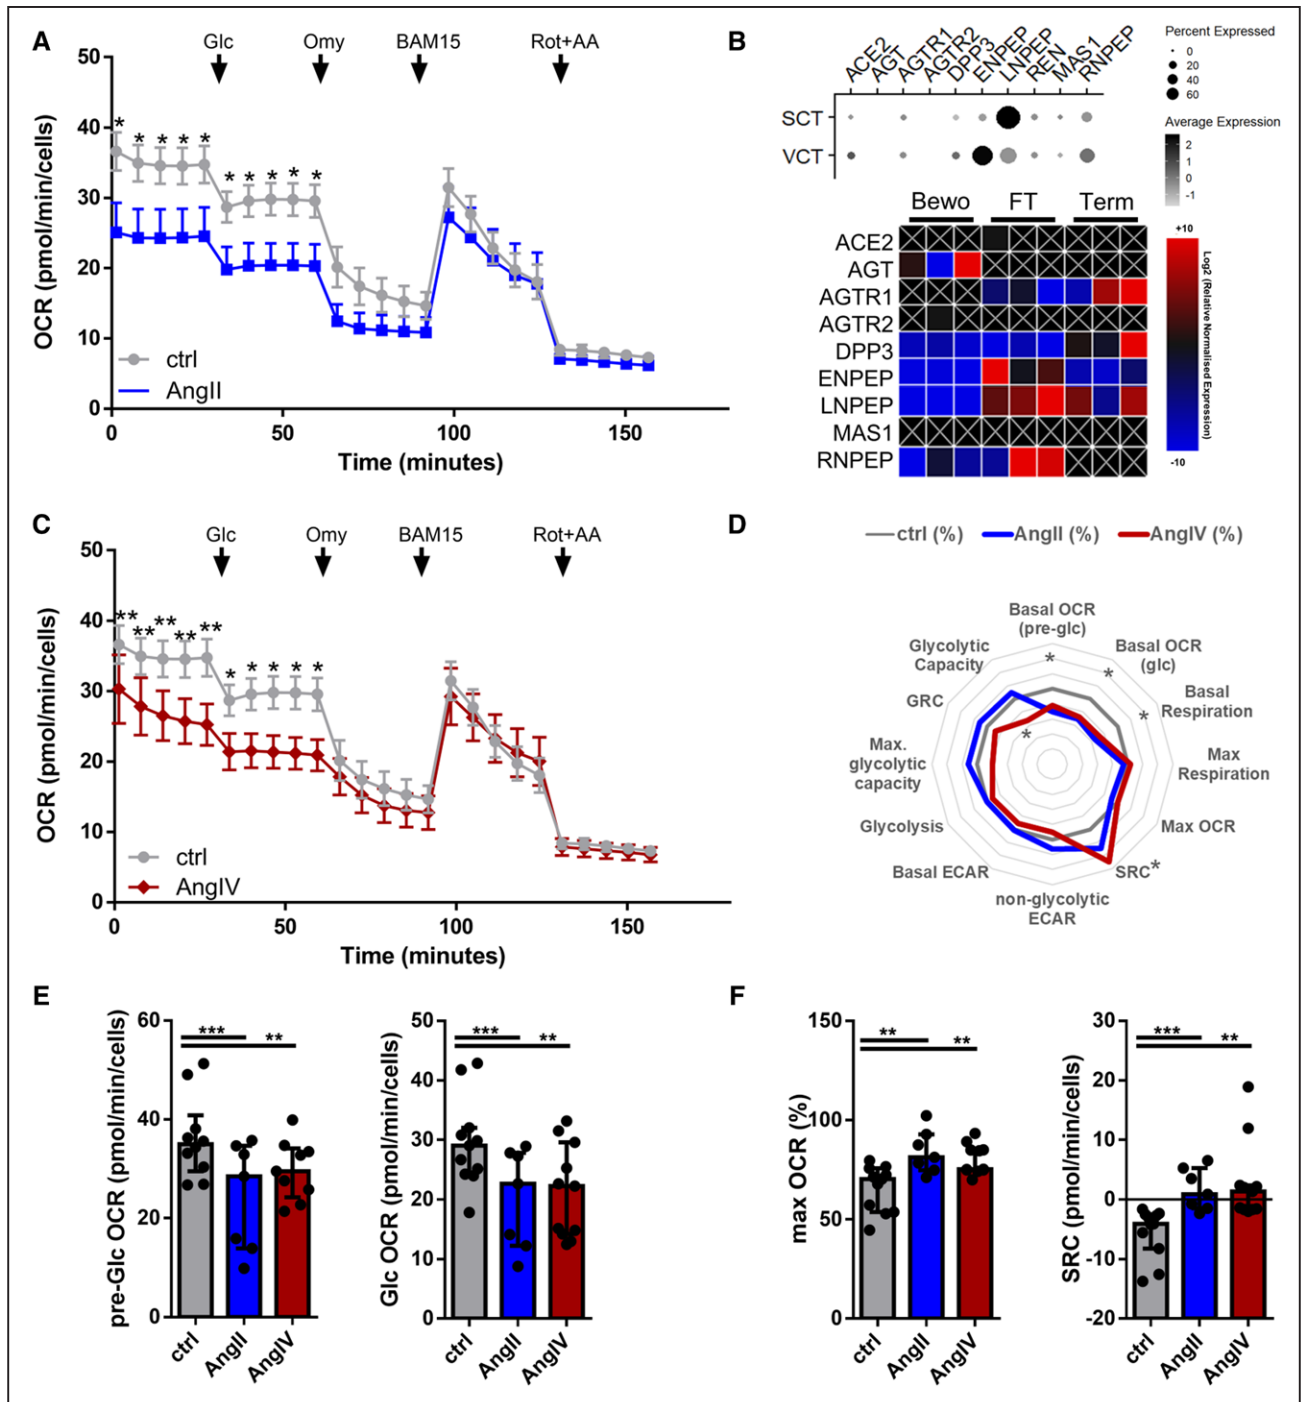 A
Glc
Omy
BAM15
Rot+AA
50
40
30
20
10
0
OCR (pmol/min/cells)
* * * * *
* * * * *
ctrl
AngII
0
50
100
150
Time (minutes)
B
ACE2
AGT
AGTR1
AGTR2
DPP3
ENPEP
LNPEP
REN
MAS1
RNPEP
SCT
VCT
Percent Expressed
0
20
40
60
Average Expression
2
1
0
-1
Bewo
FT
Term
ACE2
AGT
AGTR1
AGTR2
DPP3
ENPEP
LNPEP
MAS1
RNPEP
+10
Log2 (Relative Normalised Expression)
-10
C
Glc
Omy
BAM15
Rot+AA
50
40
30
20
10
0
OCR (pmol/min/cells)
** ** ** ** **
* * * * *
ctrl
AngIV
0
50
100
150
Time (minutes)
D
ctrl (%)
AngII (%)
AngIV (%)
Basal OCR
(pre-glc)
*
Basal OCR
(glc)
*
Basal
Respiration
*
Max
Respiration
Max OCR
SRC*
non-glycolytic
ECAR
Basal ECAR
Glycolysis
Max.
glycolytic
capacity
GRC
Glycolytic
Capacity
*
E
60
40
20
0
pre-Glc OCR (pmol/min/cells)
***
**
ctrl
AngII
AngIV
50
40
30
20
10
0
Glc OCR (pmol/min/cells)
***
**
ctrl
AngII
AngIV
F
150
100
50
0
max OCR (%)
**
**
ctrl
AngII
AngIV
30
20
10
0
-10
-20
SRC (pmol/min/cells)
***
**
ctrl
AngII
AngIV